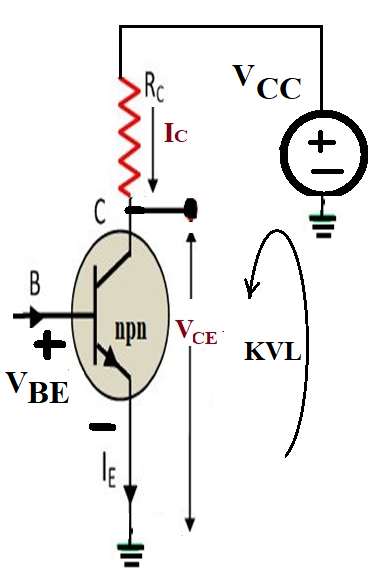 RC
VCC
IC
+
−
C
B
npn
+
VCE
KVL
VBE
−
IE